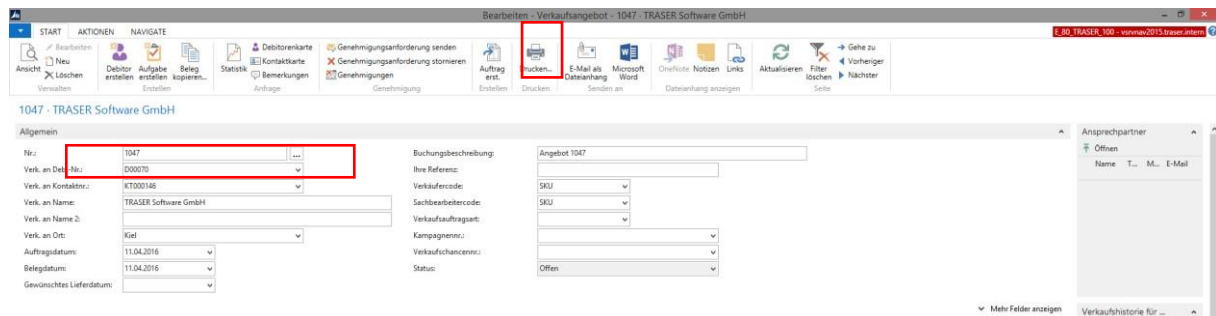 Bearbeiten - Verkaufsangebot - 1047 · TRASER Software GmbH
START AKTIONEN NAVIGATE
E_80_TRASER_100 - vsnmav2015.traser.intern
Ansicht
Bearbeiten
Neu
Löschen
Verwalten
Debitor erstellen
Aufgabe erstellen
Beleg kopieren...
Erstellen
Statistik
Debitorenkarte
Kontaktkarte
Bemerkungen
Anfrage
Genehmigungsanforderung senden
Genehmigungsanforderung stornieren
Genehmigungen
Genehmigung
Auftrag erst.
Erstellen
Drucken...
Drucken
E-Mail als Dateianhang
Microsoft Word
Senden an
OneNote
Notizen
Links
Dateianhang anzeigen
Aktualisieren
Filter löschen
Gehe zu
Vorheriger
Nächster
Seite
1047 · TRASER Software GmbH
Allgemein
Nr.: 1047 ...
Verk. an Deb.-Nr.: D00070
Verk. an Kontaktnr.: KT000146
Verk. an Name: TRASER Software GmbH
Verk. an Name 2:
Verk. an Ort: Kiel
Auftragsdatum: 11.04.2016
Belegdatum: 11.04.2016
Gewünschtes Lieferdatum:
Buchungsbeschreibung: Angebot 1047
Ihre Referenz:
Verkäufercode: SKU
Sachbearbeitercode: SKU
Verkaufsauftragsart:
Kampagnennr.:
Verkaufschancennr.:
Status: Offen
Mehr Felder anzeigen
Ansprechpartner
Öffnen
Name T... M... E-Mail
Verkaufshistorie für ...